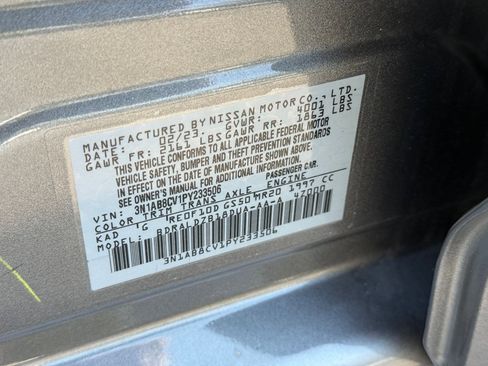 MANUFACTURED BY NISSAN MOTOR CO., LTD.
DATE: 02/23. GVWR: 4001 LBS
GAWR FR: 2161 LBS GAWR RR: 1863 LBS
THIS VEHICLE CONFORMS TO ALL APPLICABLE FEDERAL MOTOR
VEHICLE SAFETY, BUMPER AND THEFT PREVENTION STANDARDS
IN EFFECT ON THE DATE OF MANUFACTURE SHOWN ABOVE.
SEE OWNER'S MANUAL FOR ADDITIONAL INFORMATION
VIN: 3N1AB8CV1PY233506 PASSENGER CAR.
COLOR TRIM TRANS AXLE ENGINE
KAD G RE0F10D GS50 MR20 1997 CC
MODEL: BDRALDZB18DUA-AA-A 47000
3N1AB8CV1PY233506